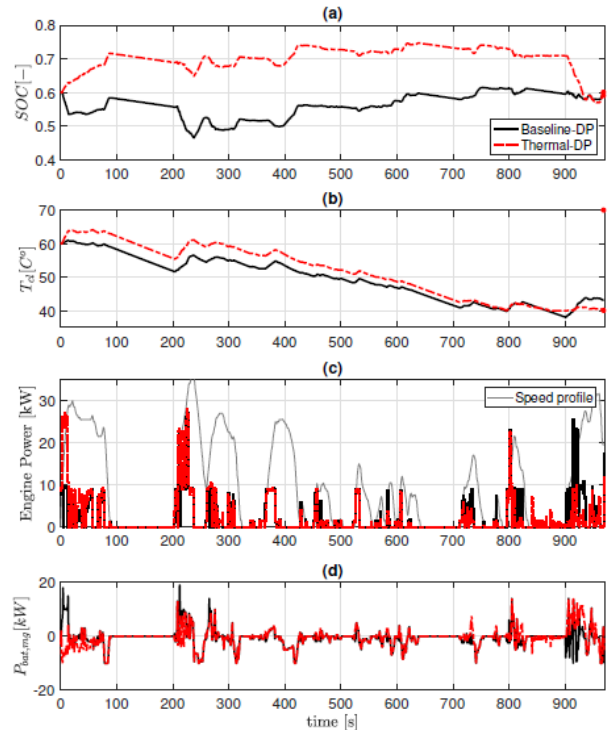 (a)
0.8
0.7
0.6
0.5
0.4
SOC[−]
Baseline-DP
Thermal-DP
0 100 200 300 400 500 600 700 800 900
(b)
70
60
50
40
T_cl[C°]
0 100 200 300 400 500 600 700 800 900
(c)
30
20
10
0
Engine Power [kW]
Speed profile
0 100 200 300 400 500 600 700 800 900
(d)
20
0
-20
P_bat,mg[kW]
0 100 200 300 400 500 600 700 800 900
time [s]